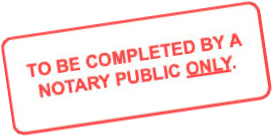 TO BE COMPLETED BY A
NOTARY PUBLIC ONLY.